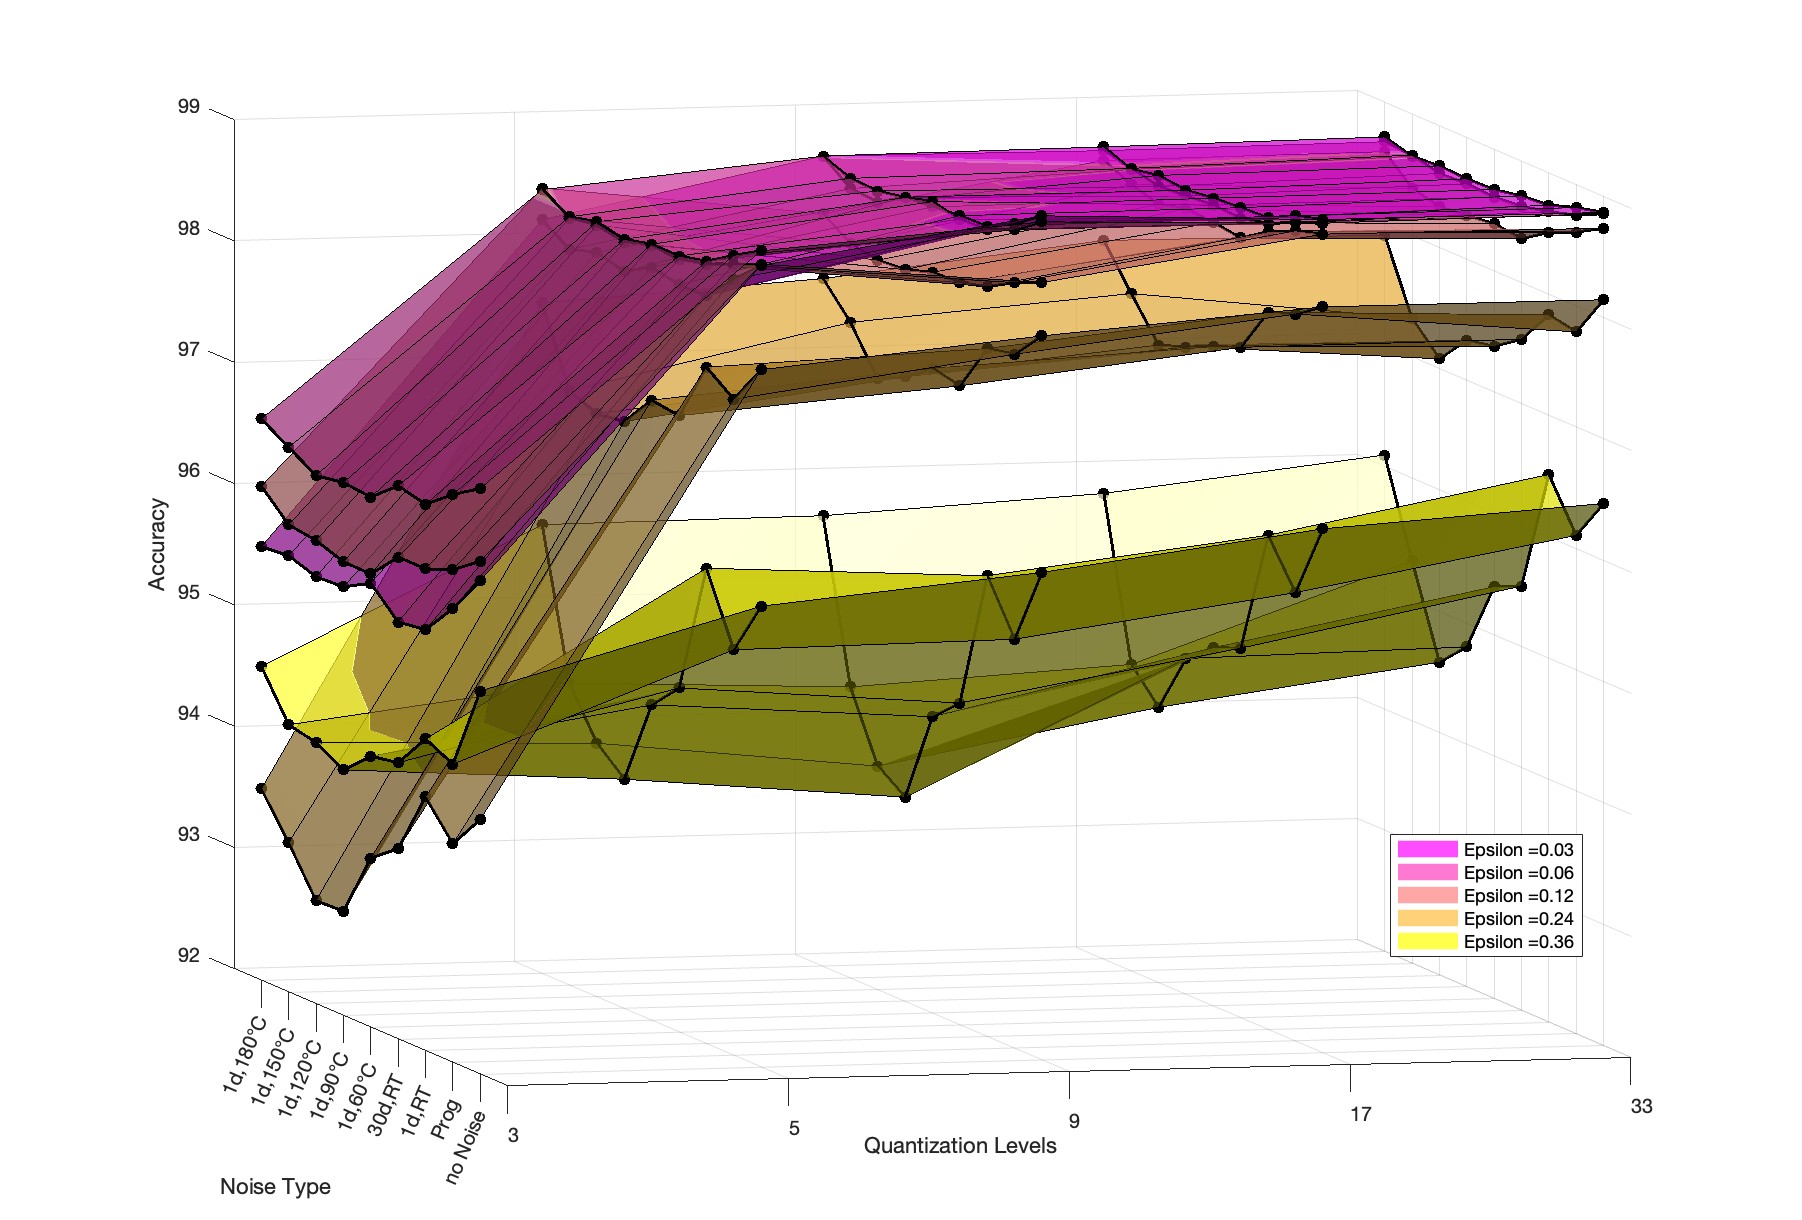 99
98
97
96
95
94
93
92
Accuracy
1d,180°C
1d,150°C
1d,120°C
1d,90°C
1d,60°C
30d,RT
1d,RT
Prog
no Noise
Noise Type
3
5
9
17
33
Quantization Levels
Epsilon =0.03
Epsilon =0.06
Epsilon =0.12
Epsilon =0.24
Epsilon =0.36